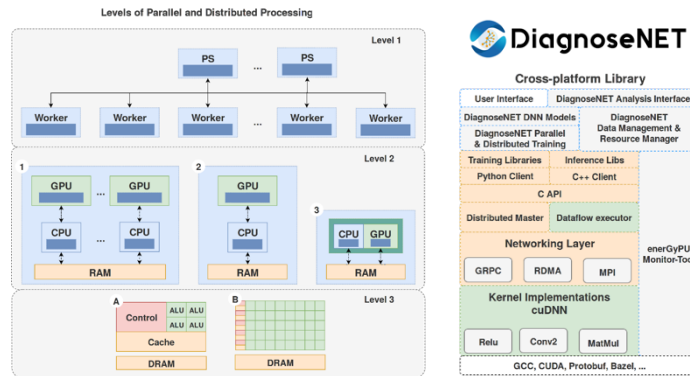 Levels of Parallel and Distributed Processing
Level 1
PS ... PS
Worker Worker Worker Worker Worker
Level 2
1 2 3
GPU ... GPU
GPU
CPU ... CPU
CPU
CPU GPU
RAM
RAM
RAM
Level 3
A
Control
ALU ALU
ALU ALU
Cache
DRAM
B
DRAM
DiagnoseNET
Cross-platform Library
User Interface
DiagnoseNET Analysis Interface
DiagnoseNET DNN Models
DiagnoseNET Parallel
& Distributed Training
DiagnoseNET
Data Management &
Resource Manager
Training Libraries
Inference Libs
Python Client
C++ Client
C API
Distributed Master
Dataflow executor
Networking Layer
GRPC
RDMA
MPI
enerGyPU
Monitor-Tool
Kernel Implementations
cuDNN
Relu
Conv2
MatMul
GCC, CUDA, Protobuf, Bazel, ...